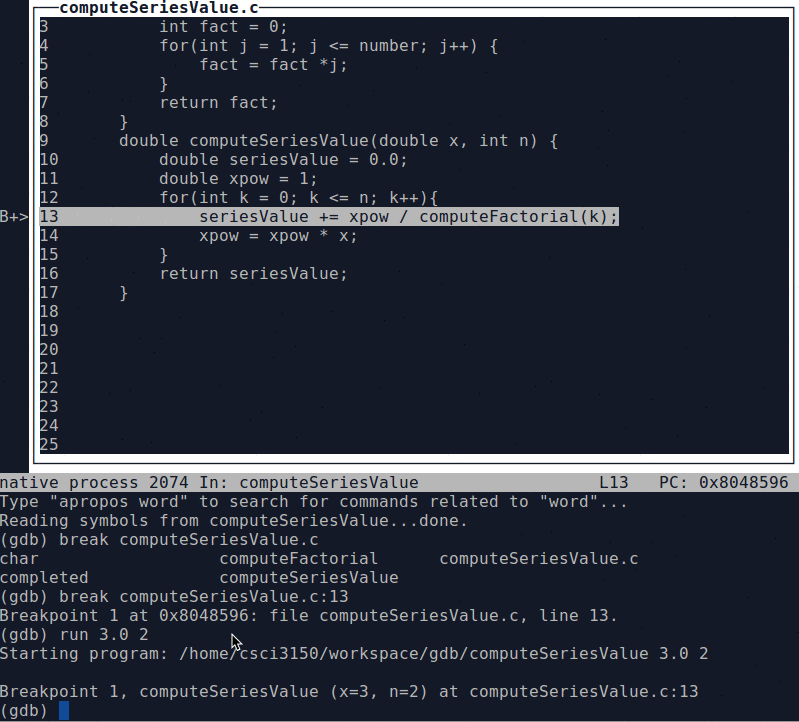 computeSeriesValue.c
3           int fact = 0;
4           for(int j = 1; j <= number; j++) {
5               fact = fact *j;
6           }
7           return fact;
8       }
9       double computeSeriesValue(double x, int n) {
10          double seriesValue = 0.0;
11          double xpow = 1;
12          for(int k = 0; k <= n; k++){
B+> 13              seriesValue += xpow / computeFactorial(k);
14              xpow = xpow * x;
15          }
16          return seriesValue;
17      }
18
19
20
21
22
23
24
25
native process 2074 In: computeSeriesValue                  L13   PC: 0x8048596
Type "apropos word" to search for commands related to "word"...
Reading symbols from computeSeriesValue...done.
(gdb) break computeSeriesValue.c
char                  computeFactorial      computeSeriesValue.c
completed             computeSeriesValue
(gdb) break computeSeriesValue.c:13
Breakpoint 1 at 0x8048596: file computeSeriesValue.c, line 13.
(gdb) run 3.0 2
Starting program: /home/csci3150/workspace/gdb/computeSeriesValue 3.0 2

Breakpoint 1, computeSeriesValue (x=3, n=2) at computeSeriesValue.c:13
(gdb)